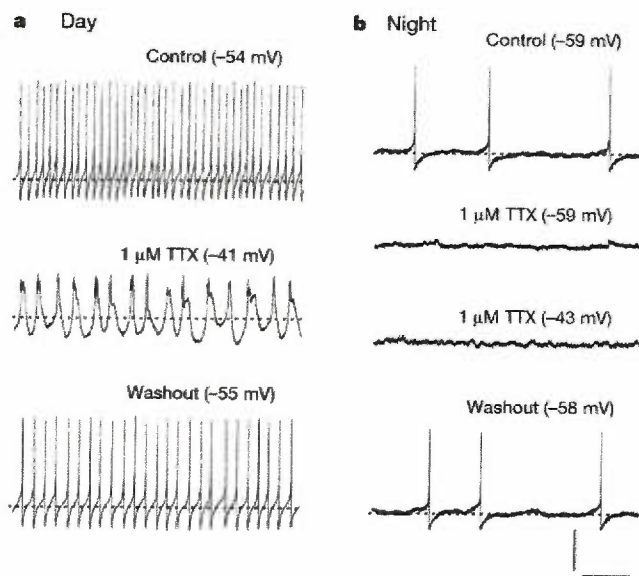 a Day
Control (–54 mV)
1 µM TTX (–41 mV)
Washout (–55 mV)
b Night
Control (–59 mV)
1 µM TTX (–59 mV)
1 µM TTX (–43 mV)
Washout (–58 mV)